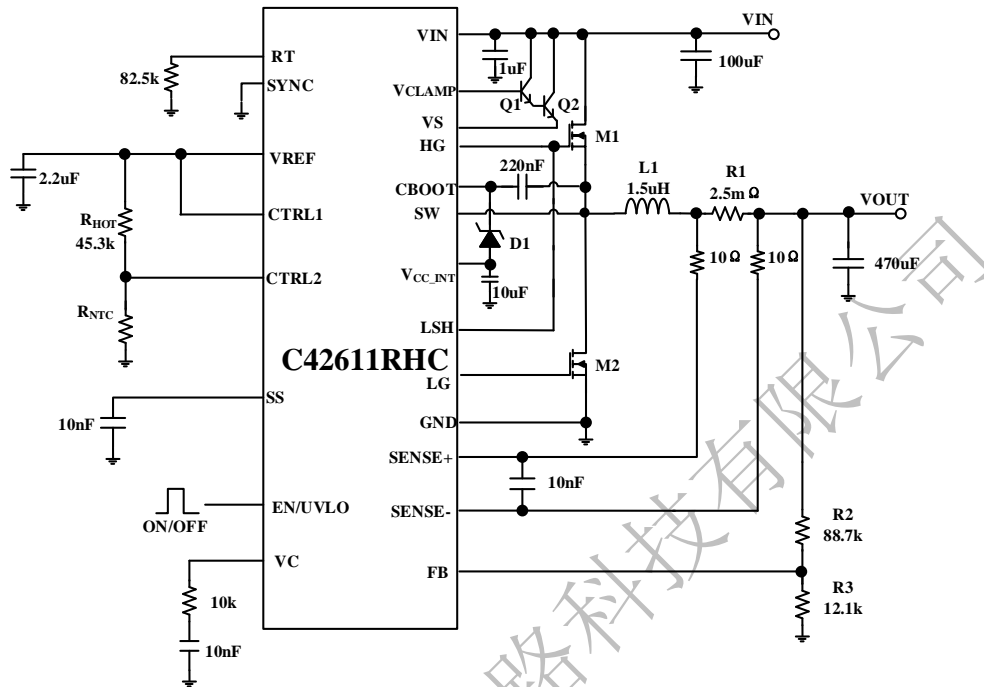 VIN
VIN
RT
1uF
100uF
82.5k
SYNC
VCLAMP
Q1
Q2
VS
HG
M1
VREF
2.2uF
220nF
L1
1.5uH
R1
2.5mΩ
CBOOT
SW
VOUT
CTRL1
RHOT
45.3k
D1
10Ω
10Ω
470uF
CTRL2
VCC_INT
10uF
RNTC
LSH
C42611RHC
M2
LG
SS
10nF
GND
SENSE+
10nF
SENSE-
EN/UVLO
ON/OFF
R2
88.7k
VC
FB
R3
12.1k
10k
10nF
路科技有限公司